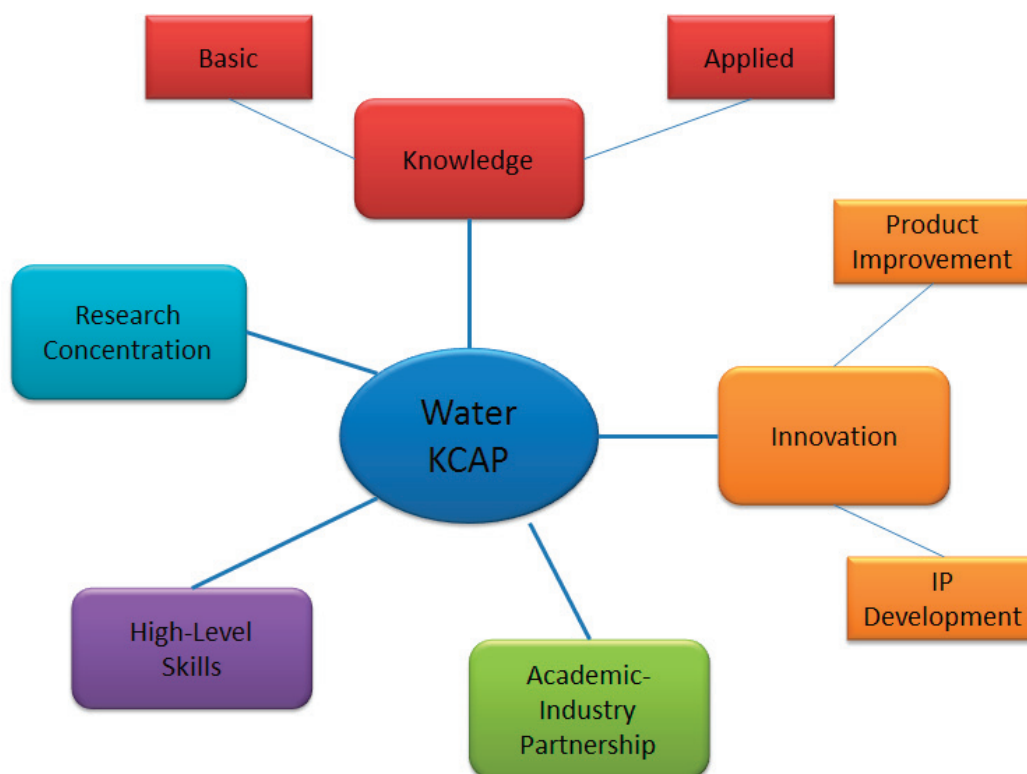 Basic
Applied
Knowledge
Product
Improvement
Research
Concentration
Water
KCAP
Innovation
IP
Development
High-Level
Skills
Academic-
Industry
Partnership